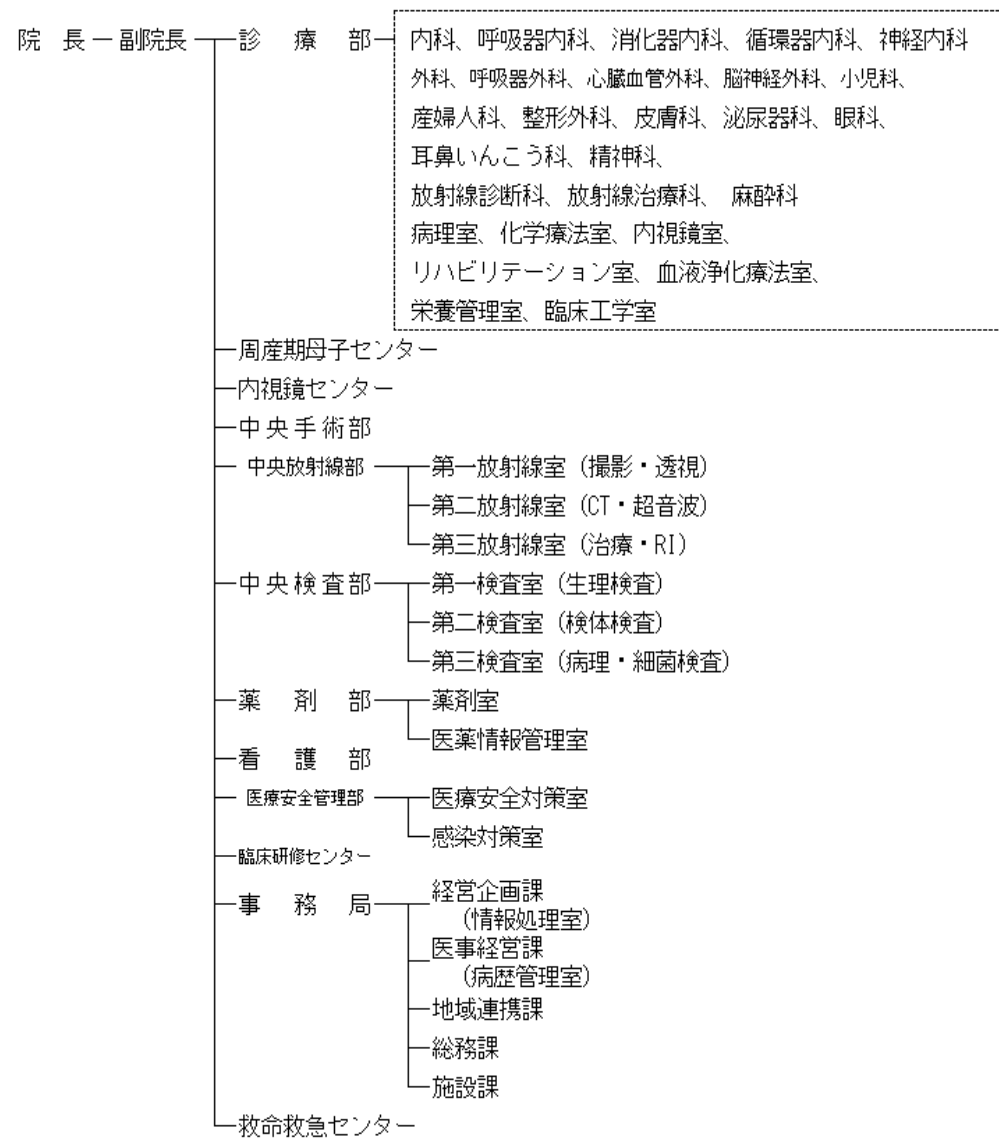 院長 副院長 診療部 内科、呼吸器内科、消化器内科、循環器内科、神経内科
外科、呼吸器外科、心臓血管外科、脳神経外科、小児科、
産婦人科、整形外科、皮膚科、泌尿器科、眼科、
耳鼻いんこう科、精神科、
放射線診断科、放射線治療科、麻酔科
病理室、化学療法室、内視鏡室、
リハビリテーション室、血液浄化療法室、
栄養管理室、臨床工学室
周産期母子センター
内視鏡センター
中央手術部
中央放射線部 第一放射線室（撮影・透視）
第二放射線室（CT・超音波）
第三放射線室（治療・RI）
中央検査部 第一検査室（生理検査）
第二検査室（検体検査）
第三検査室（病理・細菌検査）
薬剤部 薬剤室
医薬情報管理室
看護部
医療安全管理部 医療安全対策室
感染対策室
臨床研修センター
事務局 経営企画課
（情報処理室）
医事経営課
（病歴管理室）
地域連携課
総務課
施設課
救命救急センター